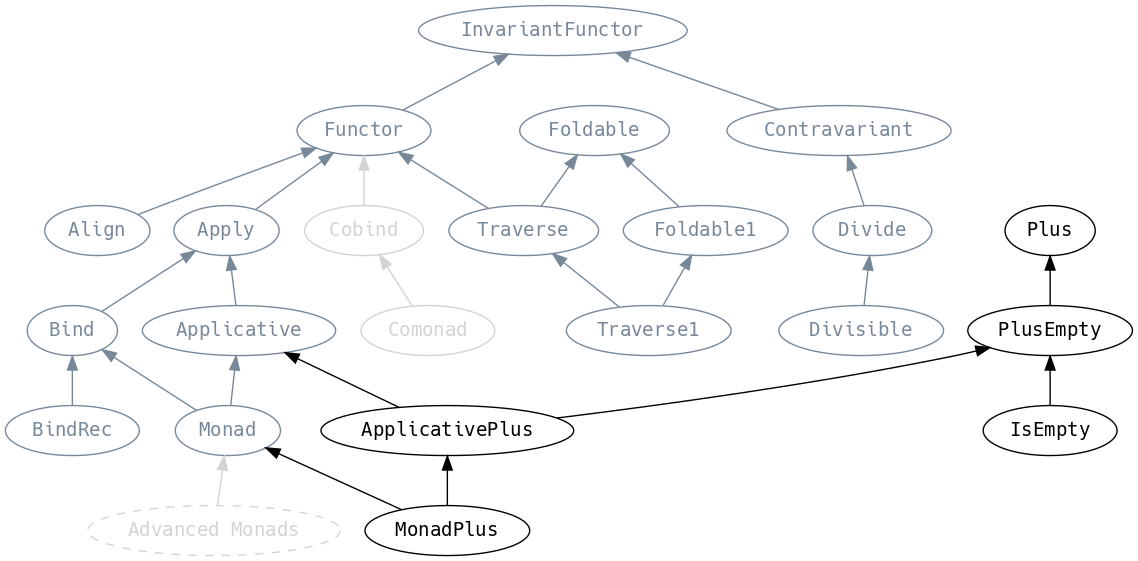 InvariantFunctor
Functor
Foldable
Contravariant
Align
Apply
Cobind
Traverse
Foldable1
Divide
Plus
Bind
Applicative
Comonad
Traverse1
Divisible
PlusEmpty
BindRec
Monad
ApplicativePlus
IsEmpty
Advanced Monads
MonadPlus